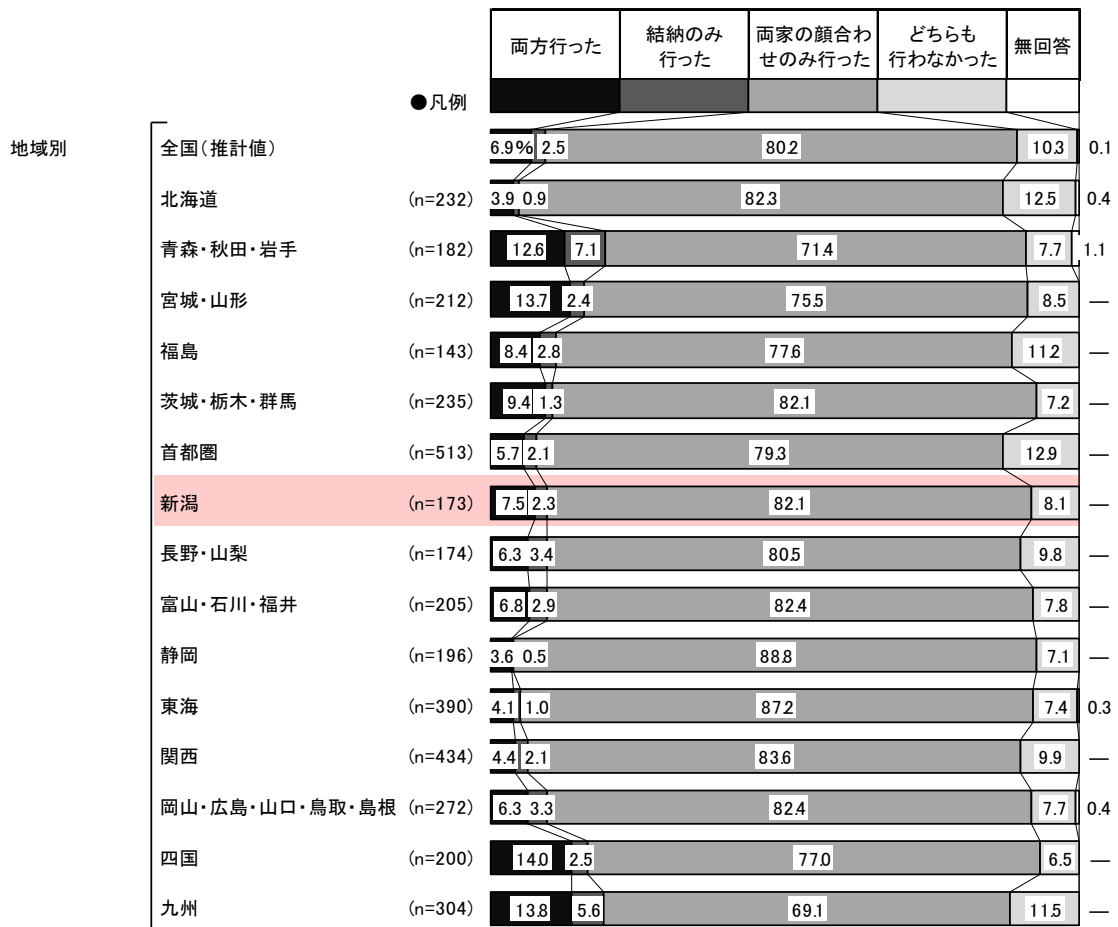 両方行った 結納のみ行った 両家の顔合わせのみ行った どちらも行わなかった 無回答
●凡例
地域別
全国(推計値) 6.9% 2.5 80.2 10.3 0.1
北海道 (n=232) 3.9 0.9 82.3 12.5 0.4
青森・秋田・岩手 (n=182) 12.6 7.1 71.4 7.7 1.1
宮城・山形 (n=212) 13.7 2.4 75.5 8.5 —
福島 (n=143) 8.4 2.8 77.6 11.2 —
茨城・栃木・群馬 (n=235) 9.4 1.3 82.1 7.2 —
首都圏 (n=513) 5.7 2.1 79.3 12.9 —
新潟 (n=173) 7.5 2.3 82.1 8.1 —
長野・山梨 (n=174) 6.3 3.4 80.5 9.8 —
富山・石川・福井 (n=205) 6.8 2.9 82.4 7.8 —
静岡 (n=196) 3.6 0.5 88.8 7.1 —
東海 (n=390) 4.1 1.0 87.2 7.4 0.3
関西 (n=434) 4.4 2.1 83.6 9.9 —
岡山・広島・山口・鳥取・島根 (n=272) 6.3 3.3 82.4 7.7 0.4
四国 (n=200) 14.0 2.5 77.0 6.5 —
九州 (n=304) 13.8 5.6 69.1 11.5 —